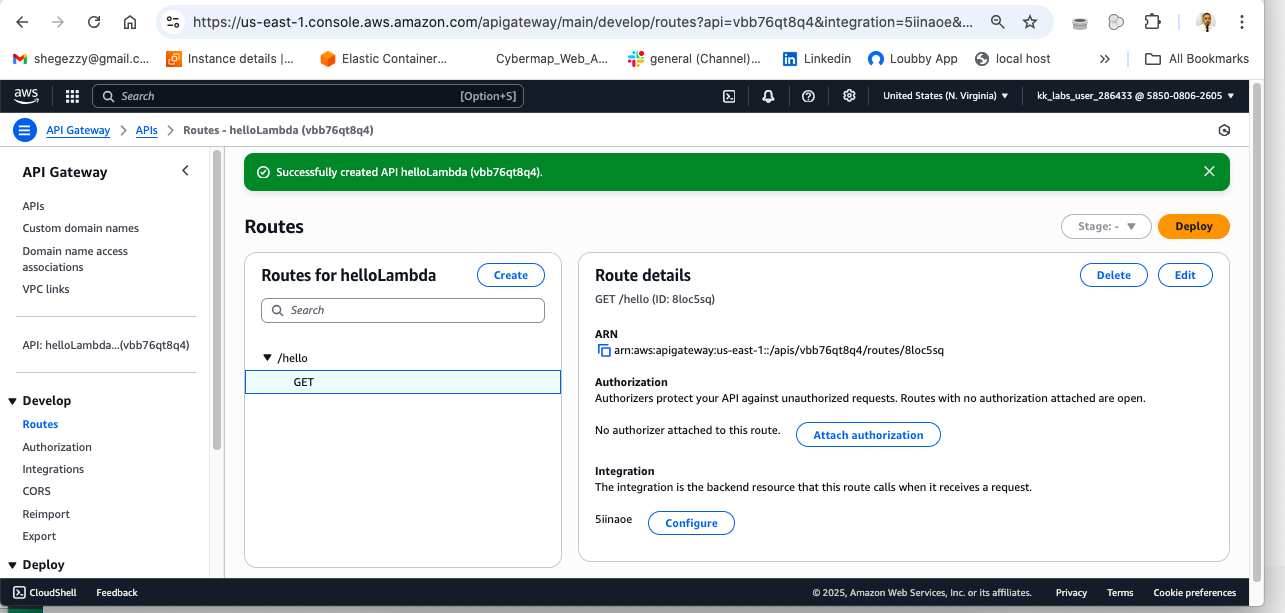 https://us-east-1.console.aws.amazon.com/apigateway/main/develop/routes?api=vbb76qt8q4&integration=5iinaoe&...
shegezzy@gmail.c... Instance details |... Elastic Container... Cybermap_Web_A... general (Channel)... Linkedin Loubby App local host » All Bookmarks
aws Search [Option+S] United States (N. Virginia) ▼ kk_labs_user_286433 @ 5850-0806-2605 ▼
API Gateway > APIs > Routes - helloLambda (vbb76qt8q4)
API Gateway
APIs
Custom domain names
Domain name access
associations
VPC links
API: helloLambda...(vbb76qt8q4)
▼ Develop
Routes
Authorization
Integrations
CORS
Reimport
Export
▼ Deploy
Successfully created API helloLambda (vbb76qt8q4).
Routes
Stage: - ▼ Deploy
Routes for helloLambda Create
Search
▼ /hello
GET
Route details Delete Edit
GET /hello (ID: 8loc5sq)
ARN
arn:aws:apigateway:us-east-1::/apis/vbb76qt8q4/routes/8loc5sq
Authorization
Authorizers protect your API against unauthorized requests. Routes with no authorization attached are open.
No authorizer attached to this route. Attach authorization
Integration
The integration is the backend resource that this route calls when it receives a request.
5iinaoe Configure
CloudShell Feedback © 2025, Amazon Web Services, Inc. or its affiliates. Privacy Terms Cookie preferences